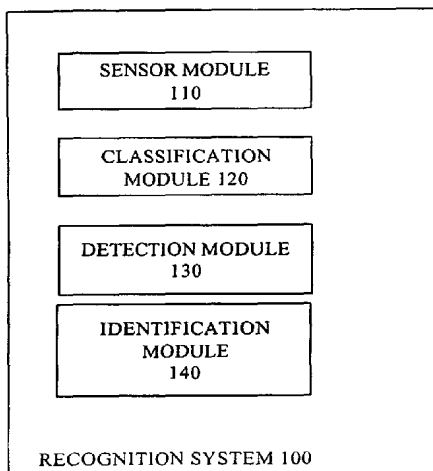 SENSOR MODULE
110
CLASSIFICATION
MODULE 120
DETECTION MODULE
130
IDENTIFICATION
MODULE
140
RECOGNITION SYSTEM 100